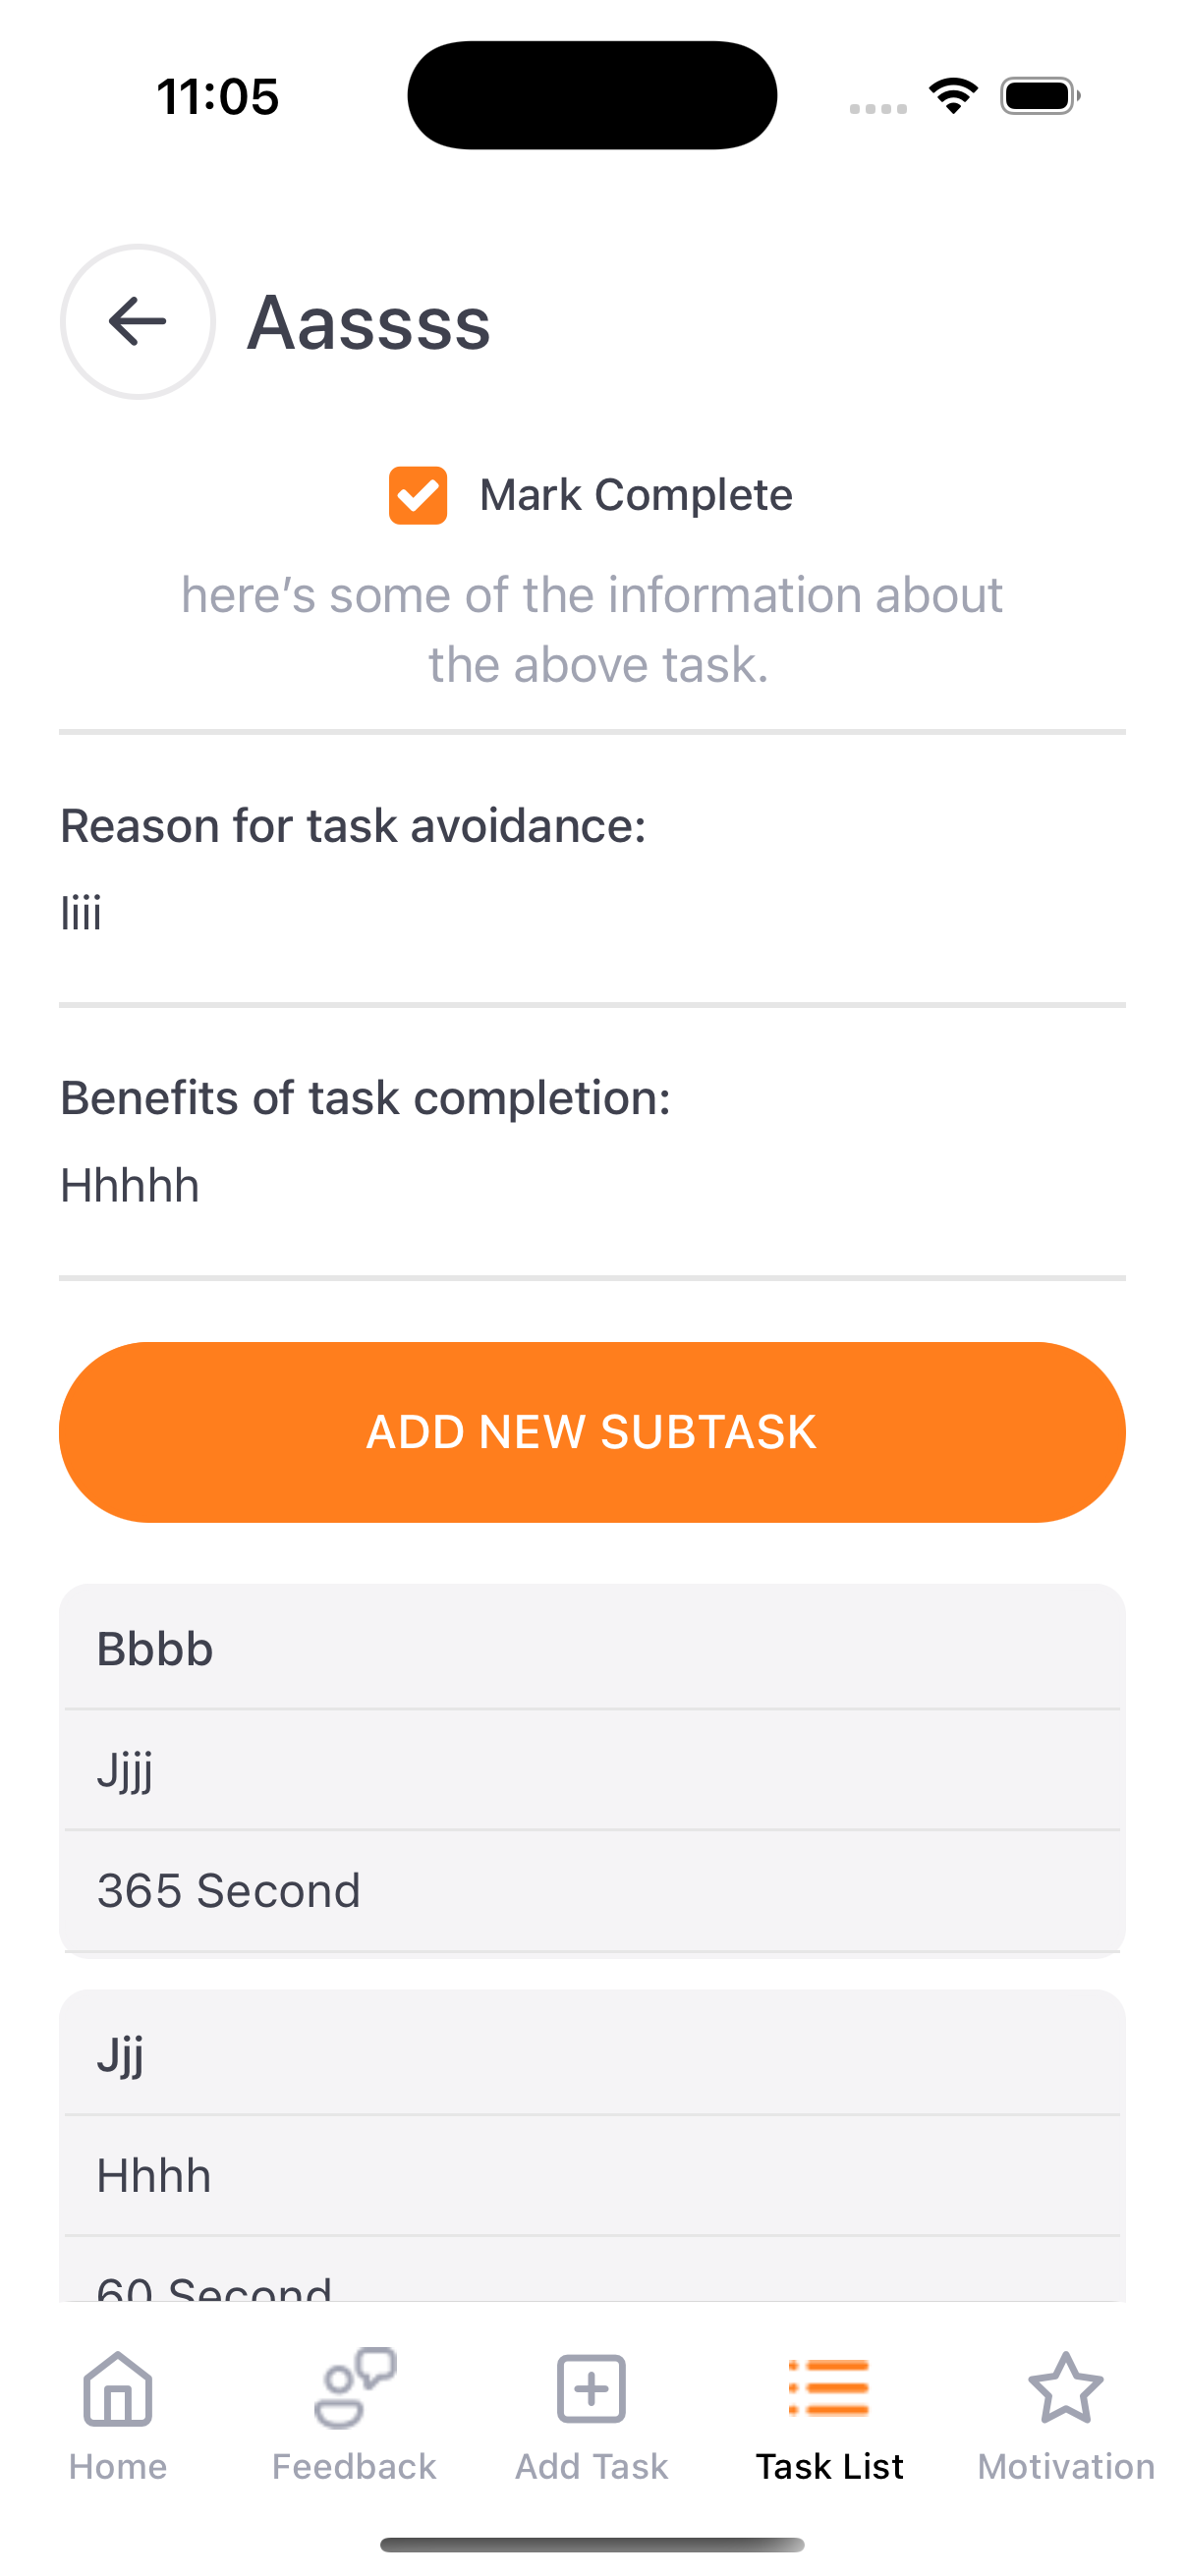 11:05
Aassss
Mark Complete
here's some of the information about
the above task.
Reason for task avoidance:
Iiii
Benefits of task completion:
Hhhhh
ADD NEW SUBTASK
Bbbb
Jjjj
365 Second
Jjj
Hhhh
60 Second
Home
Feedback
Add Task
Task List
Motivation